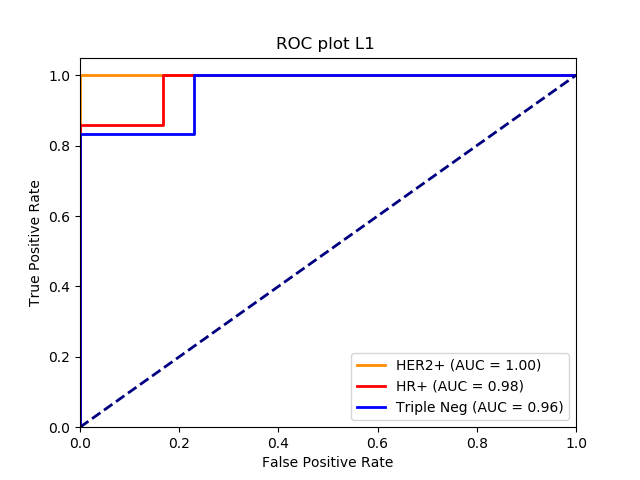 ROC plot L1
True Positive Rate
1.0
0.8
0.6
0.4
0.2
0.0
HER2+ (AUC = 1.00)
HR+ (AUC = 0.98)
Triple Neg (AUC = 0.96)
0.0 0.2 0.4 0.6 0.8 1.0
False Positive Rate